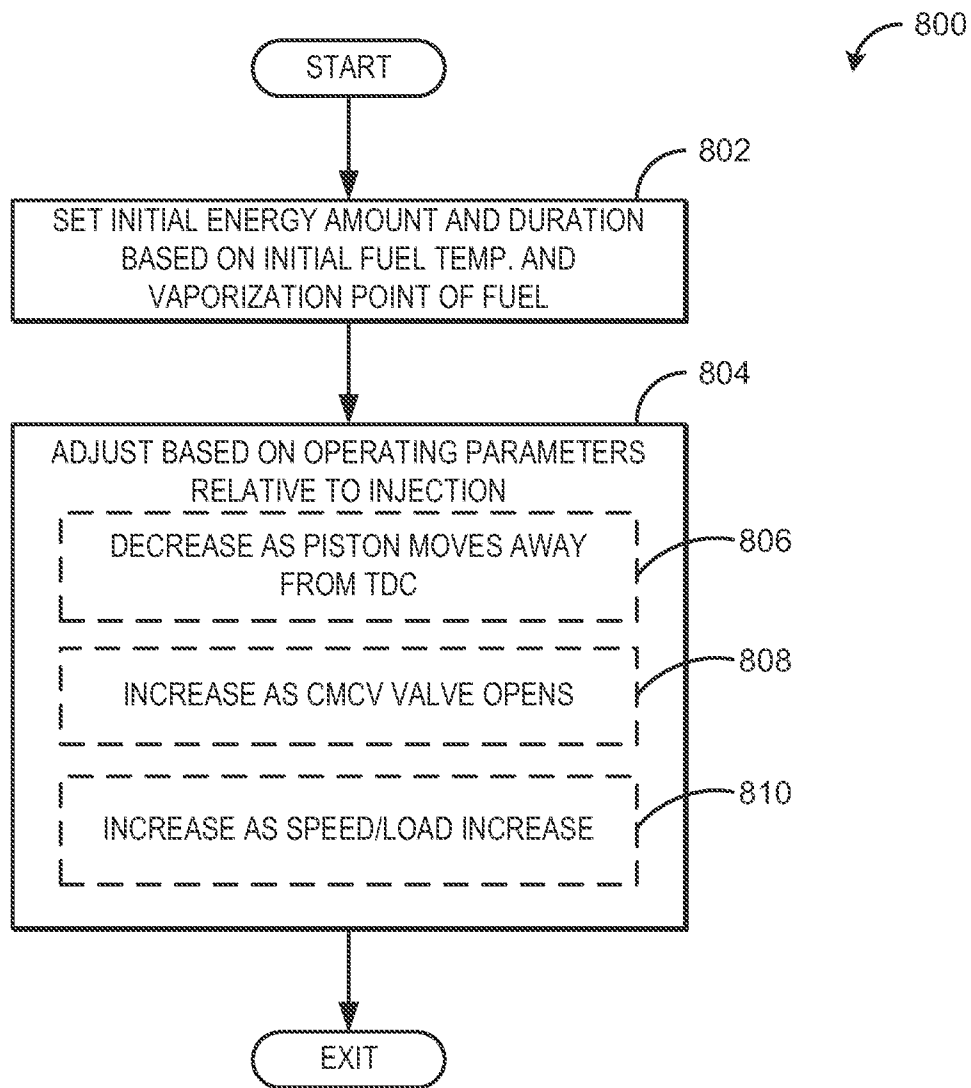 800
START
802
SET INITIAL ENERGY AMOUNT AND DURATION
BASED ON INITIAL FUEL TEMP. AND
VAPORIZATION POINT OF FUEL
804
ADJUST BASED ON OPERATING PARAMETERS
RELATIVE TO INJECTION
DECREASE AS PISTON MOVES AWAY
FROM TDC
806
INCREASE AS CMCV VALVE OPENS
808
INCREASE AS SPEED/LOAD INCREASE
810
EXIT